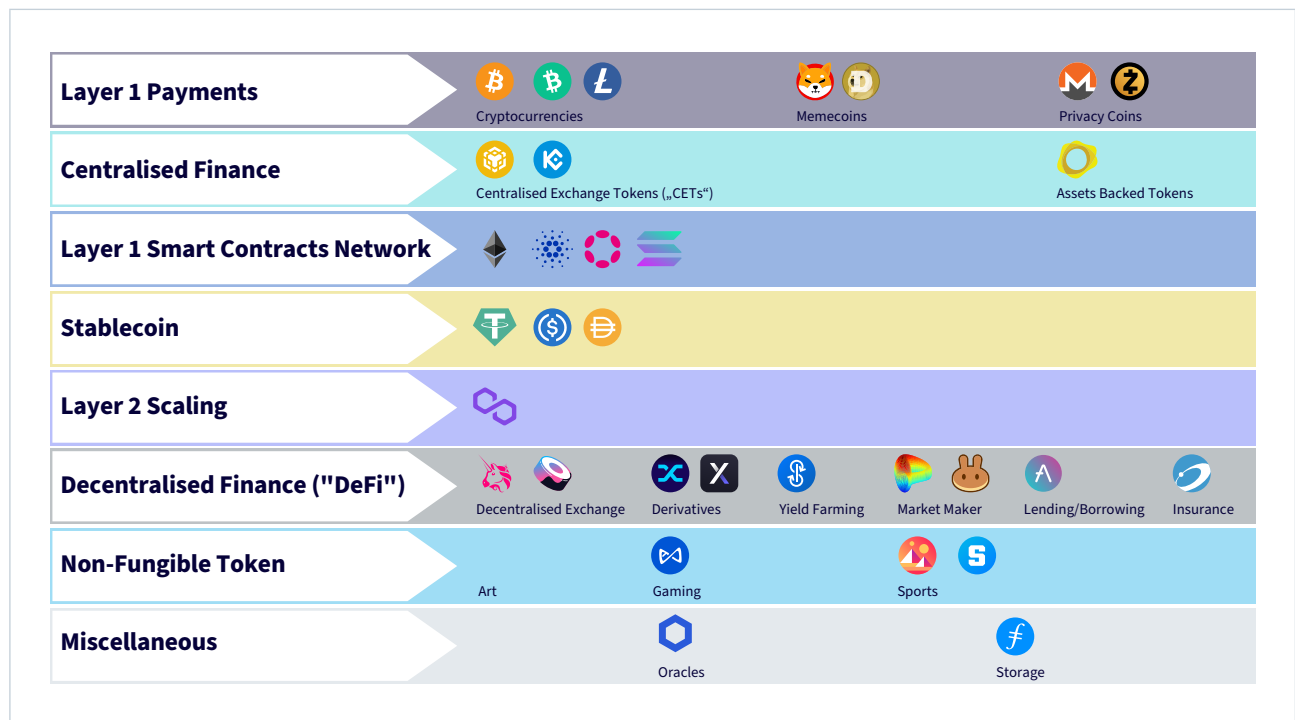 Layer 1 Payments
Cryptocurrencies
Memecoins
Privacy Coins
Centralised Finance
Centralised Exchange Tokens („CETs“)
Assets Backed Tokens
Layer 1 Smart Contracts Network
Stablecoin
Layer 2 Scaling
Decentralised Finance ("DeFi")
Decentralised Exchange
Derivatives
Yield Farming
Market Maker
Lending/Borrowing
Insurance
Non-Fungible Token
Art
Gaming
Sports
Miscellaneous
Oracles
Storage